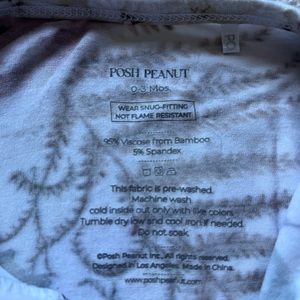 POSH PEANUT
0-3 Mos.
WEAR SNUG-FITTING
NOT FLAME RESISTANT
95% Viscose from Bamboo
5% Spandex
This fabric is pre-washed.
Machine wash
cold inside out only with like colors
Tumble dry low and cool iron if needed.
Do not soak.
©Posh Peanut, Inc. All rights reserved.
Designed in Los Angeles. Made in China.
www.poshpeanut.com